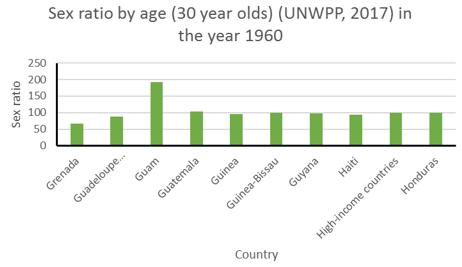 Sex ratio by age (30 year olds) (UNWPP, 2017) in
the year 1960
250
200
150
100
50
0
Sex ratio
Grenada
Guadeloupe...
Guam
Guatemala
Guinea
Guinea-Bissau
Guyana
Haiti
High-income countries
Honduras
Country